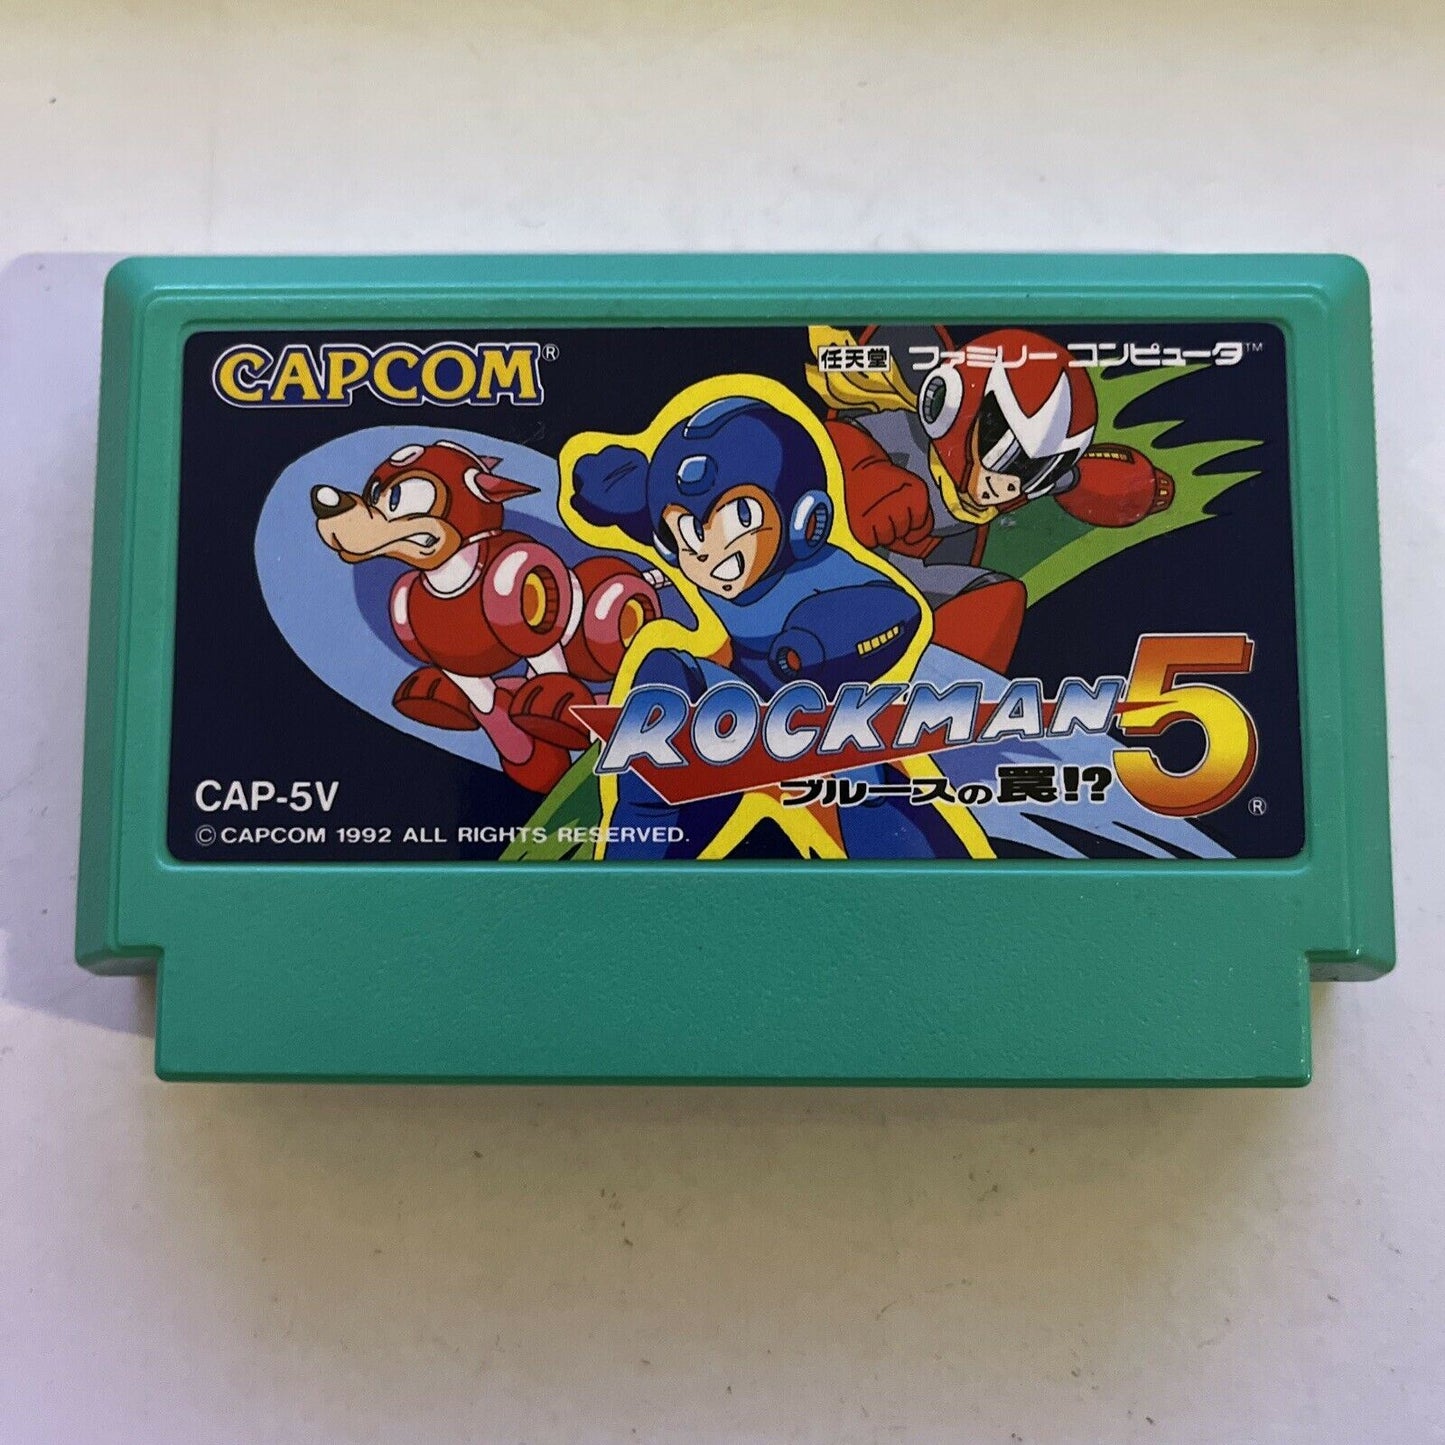 CAPCOM®
任天堂 ファミリーコンピュータ™
ROCKMAN 5
ブルースの罠!?
®
CAP-5V
©CAPCOM 1992 ALL RIGHTS RESERVED.